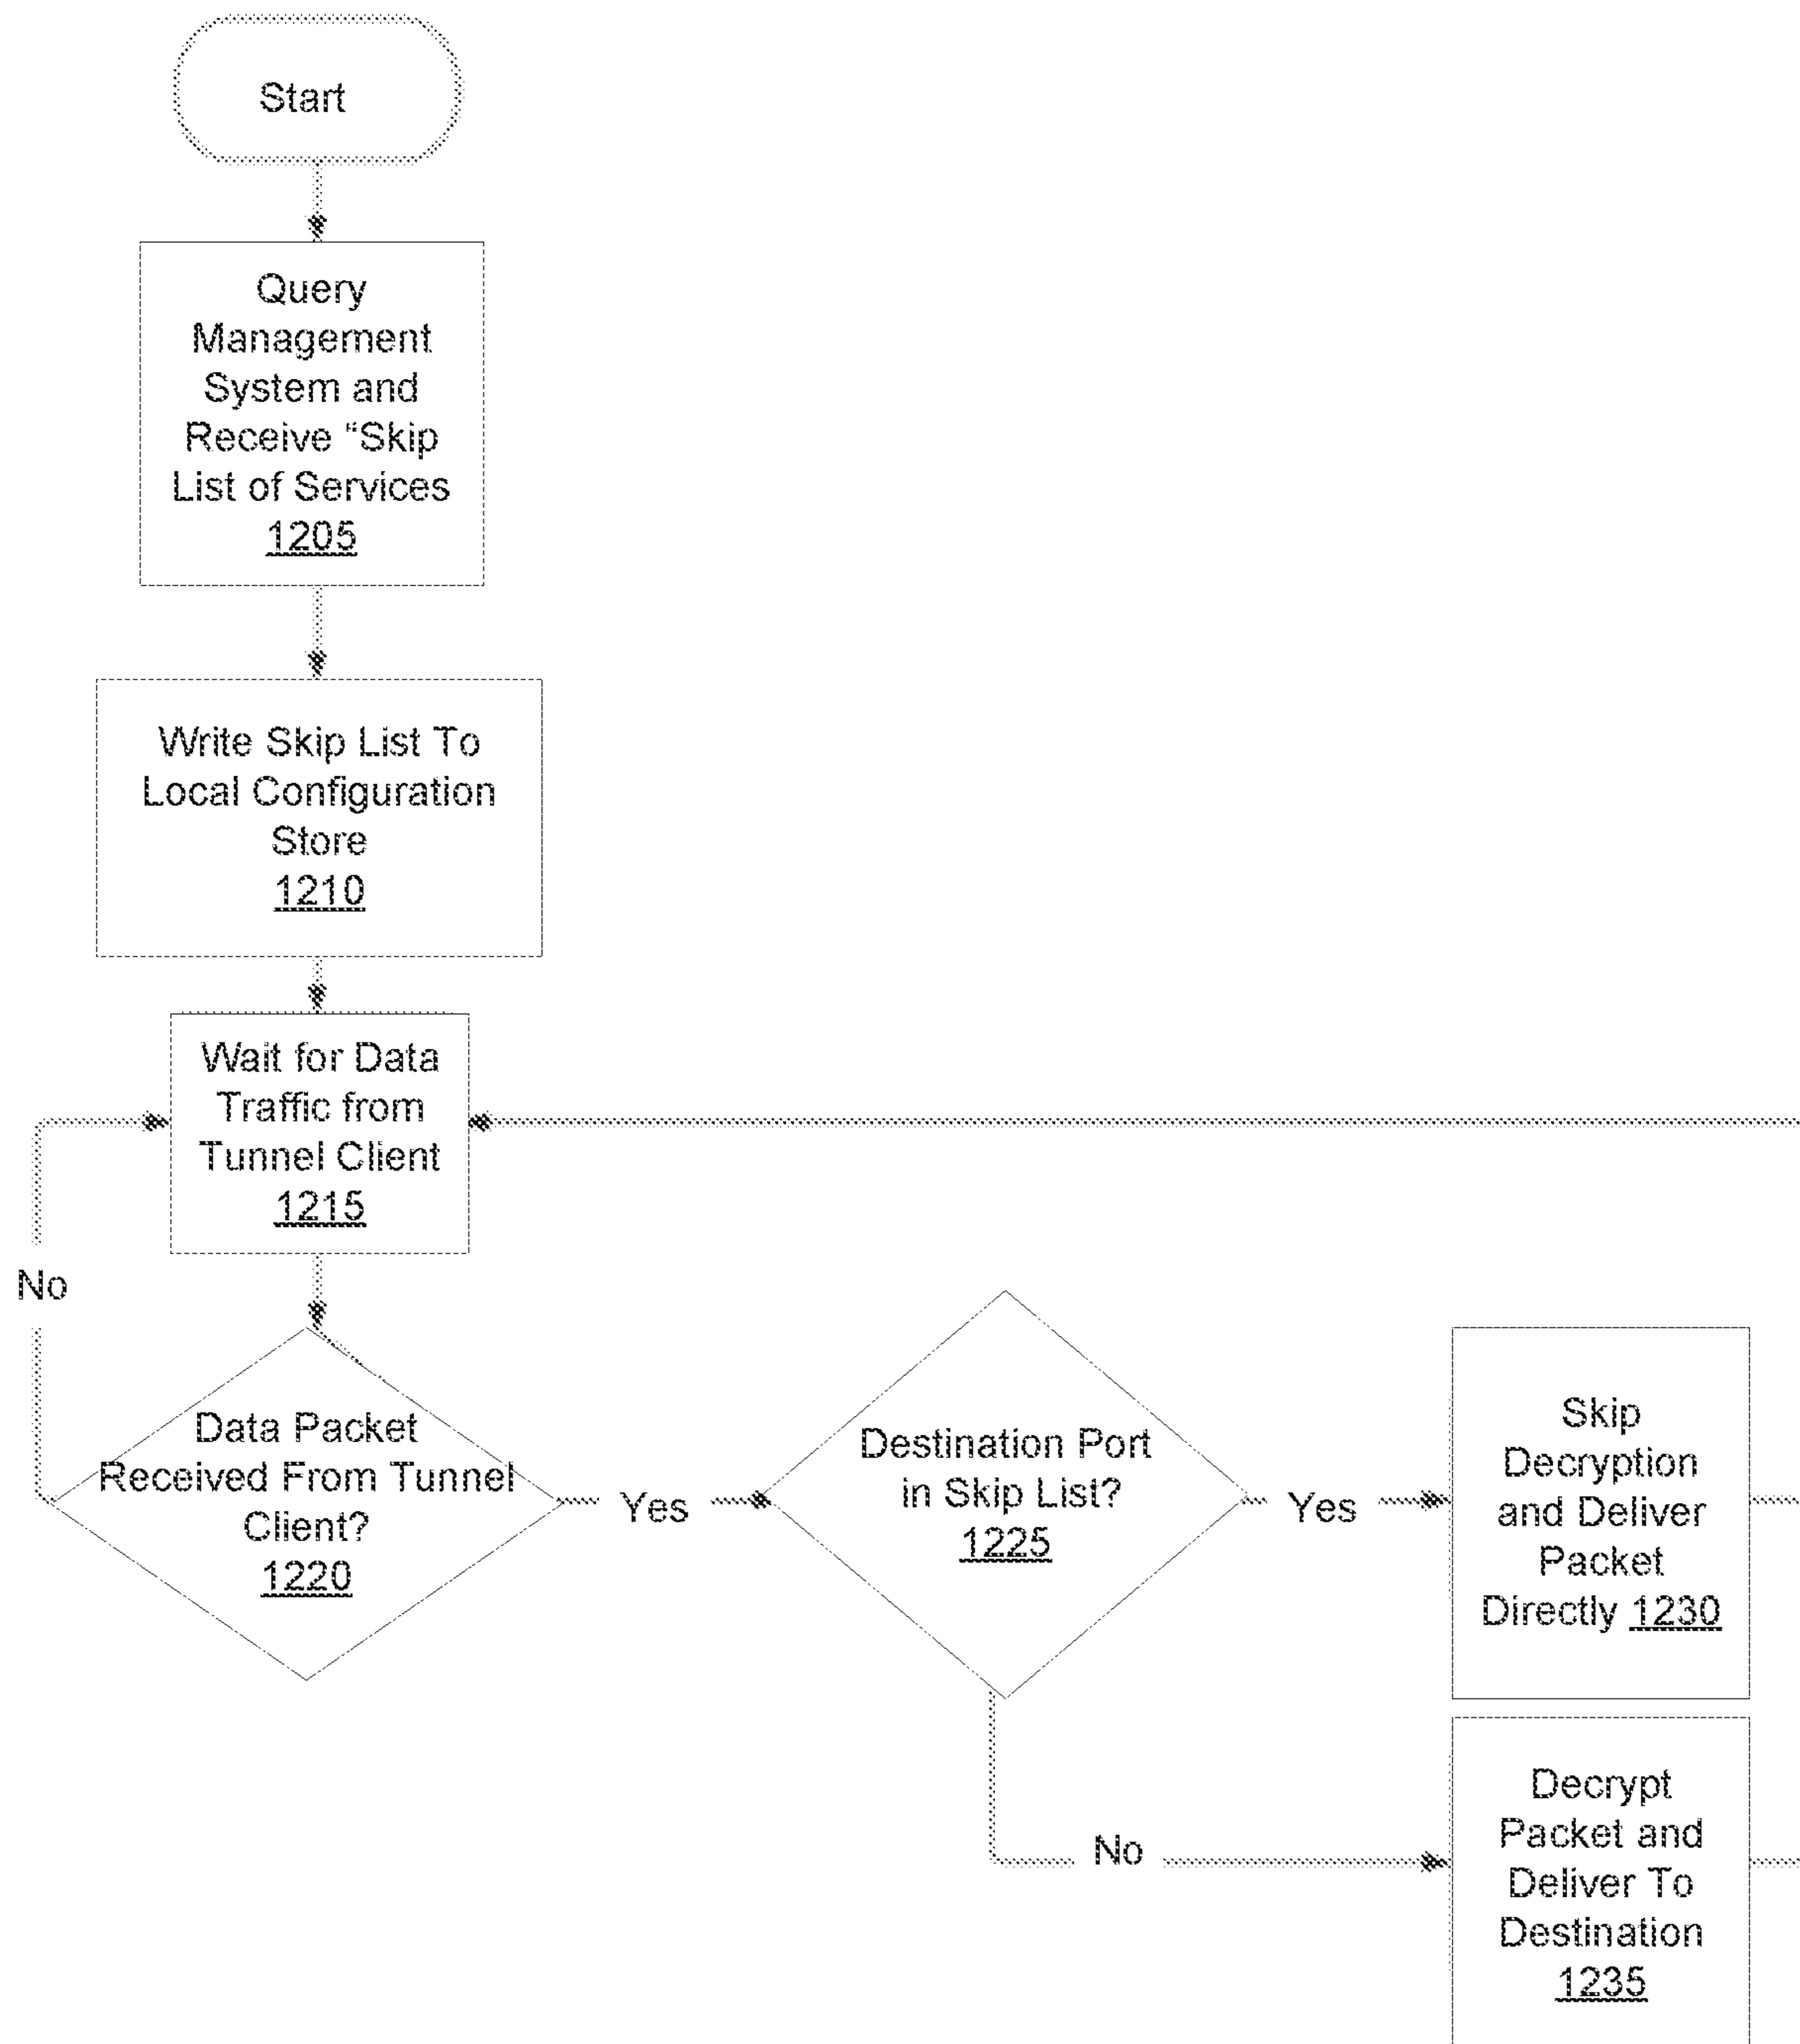 Start
Query
Management
System and
Receive “Skip
List of Services
1205
Write Skip List To
Local Configuration
Store
1210
Wait for Data
Traffic from
Tunnel Client
1215
No
Data Packet
Received From Tunnel
Client?
1220
Yes
Destination Port
in Skip List?
1225
Yes
Skip
Decryption
and Deliver
Packet
Directly 1230
No
Decrypt
Packet and
Deliver To
Destination
1235